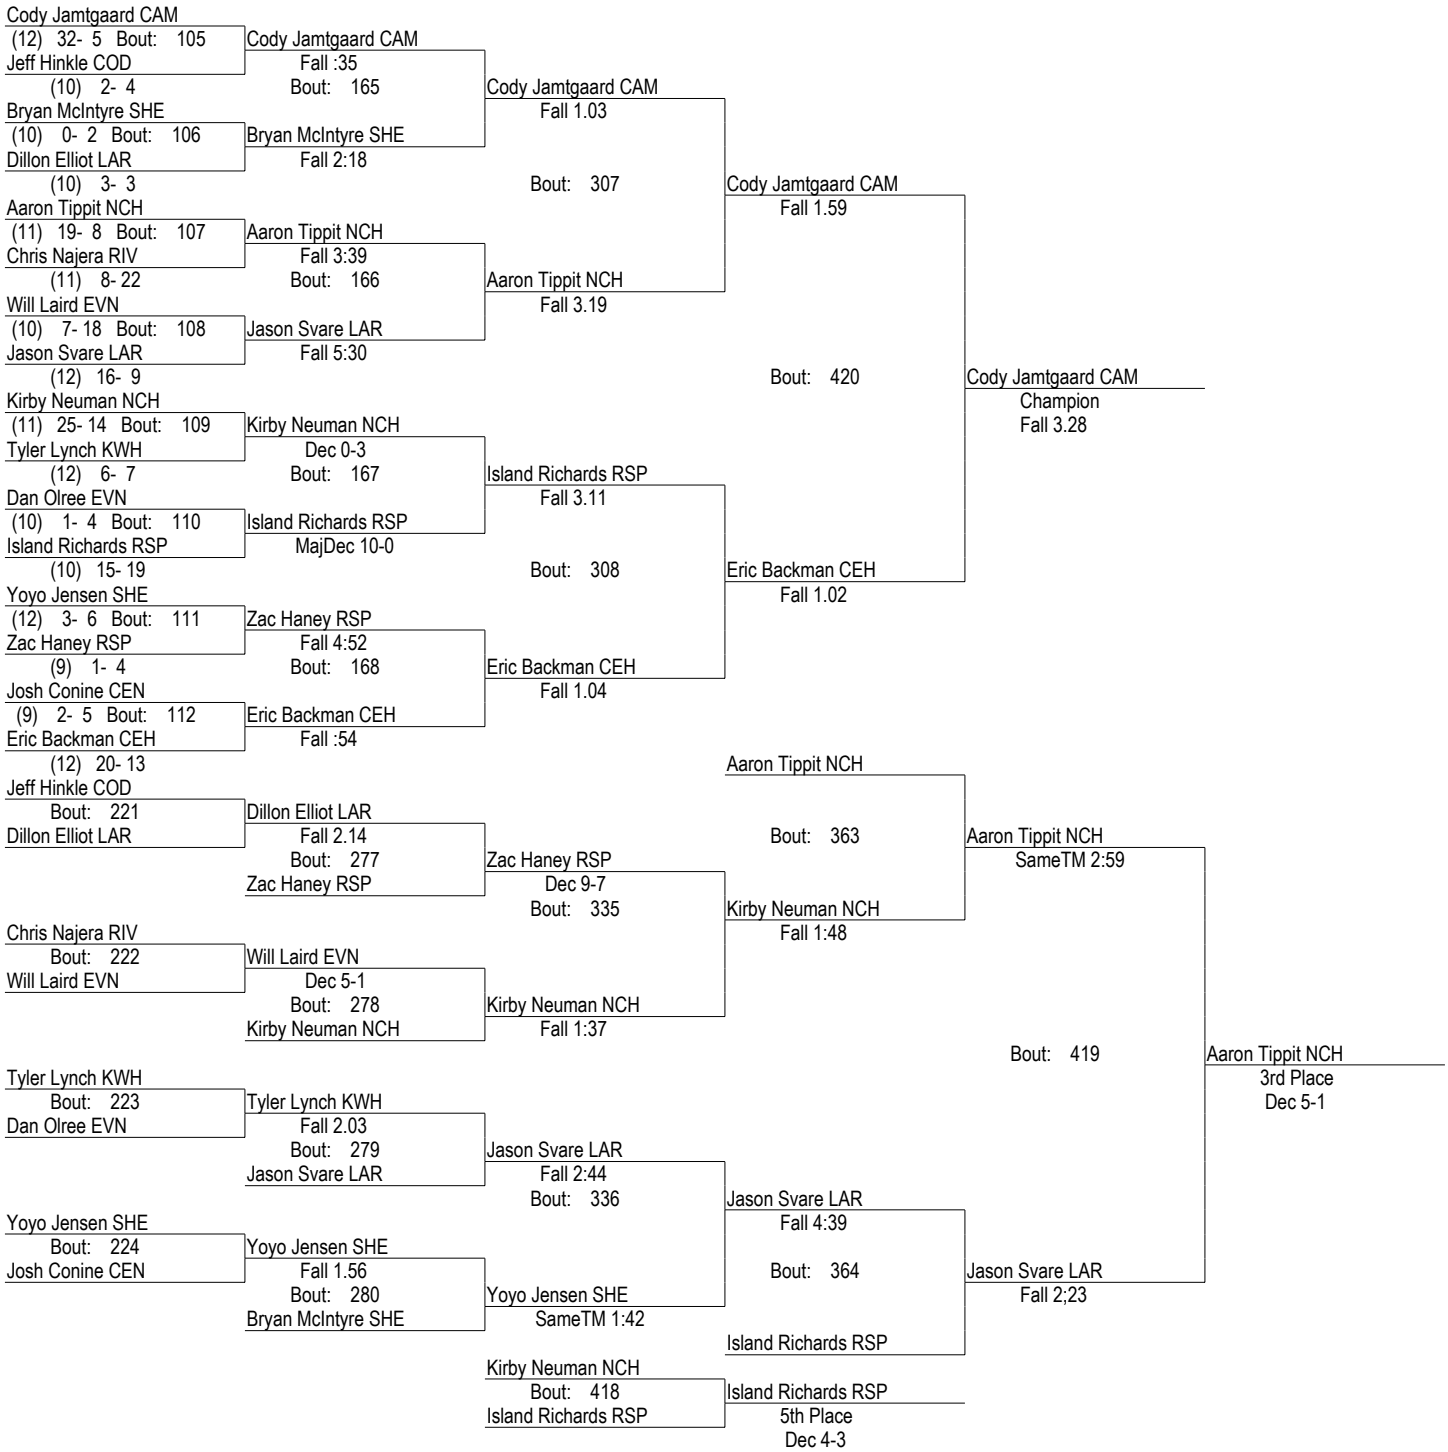 Cody Jamtgaard CAM
(12) 32- 5 Bout: 105 Cody Jamtgaard CAM
Jeff Hinkle COD Fall :35
(10) 2- 4 Bout: 165 Cody Jamtgaard CAM
Bryan McIntyre SHE Fall 1.03
(10) 0- 2 Bout: 106 Bryan McIntyre SHE
Dillon Elliot LAR Fall 2:18
(10) 3- 3 Bout: 307 Cody Jamtgaard CAM
Aaron Tippit NCH Fall 1.59
(11) 19- 8 Bout: 107 Aaron Tippit NCH
Chris Najera RIV Fall 3:39
(11) 8- 22 Bout: 166 Aaron Tippit NCH
Will Laird EVN Fall 3.19
(10) 7- 18 Bout: 108 Jason Svare LAR
Jason Svare LAR Fall 5:30
(12) 16- 9 Bout: 420 Cody Jamtgaard CAM
Kirby Neuman NCH Champion
(11) 25- 14 Bout: 109 Kirby Neuman NCH Fall 3.28
Tyler Lynch KWH Dec 0-3
(12) 6- 7 Bout: 167 Island Richards RSP
Dan Olree EVN Fall 3.11
(10) 1- 4 Bout: 110 Island Richards RSP
Island Richards RSP MajDec 10-0
(10) 15- 19 Bout: 308 Eric Backman CEH
Yoyo Jensen SHE Fall 1.02
(12) 3- 6 Bout: 111 Zac Haney RSP
Zac Haney RSP Fall 4:52
(9) 1- 4 Bout: 168 Eric Backman CEH
Josh Conine CEN Fall 1.04
(9) 2- 5 Bout: 112 Eric Backman CEH
Eric Backman CEH Fall :54
(12) 20- 13 Aaron Tippit NCH
Jeff Hinkle COD
Bout: 221 Dillon Elliot LAR
Dillon Elliot LAR Fall 2.14 Bout: 363 Aaron Tippit NCH
Bout: 277 Zac Haney RSP SameTM 2:59
Zac Haney RSP Dec 9-7
Bout: 335 Kirby Neuman NCH
Chris Najera RIV Fall 1:48
Bout: 222 Will Laird EVN
Will Laird EVN Dec 5-1
Bout: 278 Kirby Neuman NCH
Kirby Neuman NCH Fall 1:37
Bout: 419 Aaron Tippit NCH
Tyler Lynch KWH 3rd Place
Bout: 223 Tyler Lynch KWH Dec 5-1
Dan Olree EVN Fall 2.03
Bout: 279 Jason Svare LAR
Jason Svare LAR Fall 2:44
Bout: 336 Jason Svare LAR
Yoyo Jensen SHE Fall 4:39
Bout: 224 Yoyo Jensen SHE
Josh Conine CEN Fall 1.56 Bout: 364 Jason Svare LAR
Bout: 280 Yoyo Jensen SHE Fall 2;23
Bryan McIntyre SHE SameTM 1:42
Island Richards RSP
Kirby Neuman NCH
Bout: 418 Island Richards RSP
Island Richards RSP 5th Place
Dec 4-3